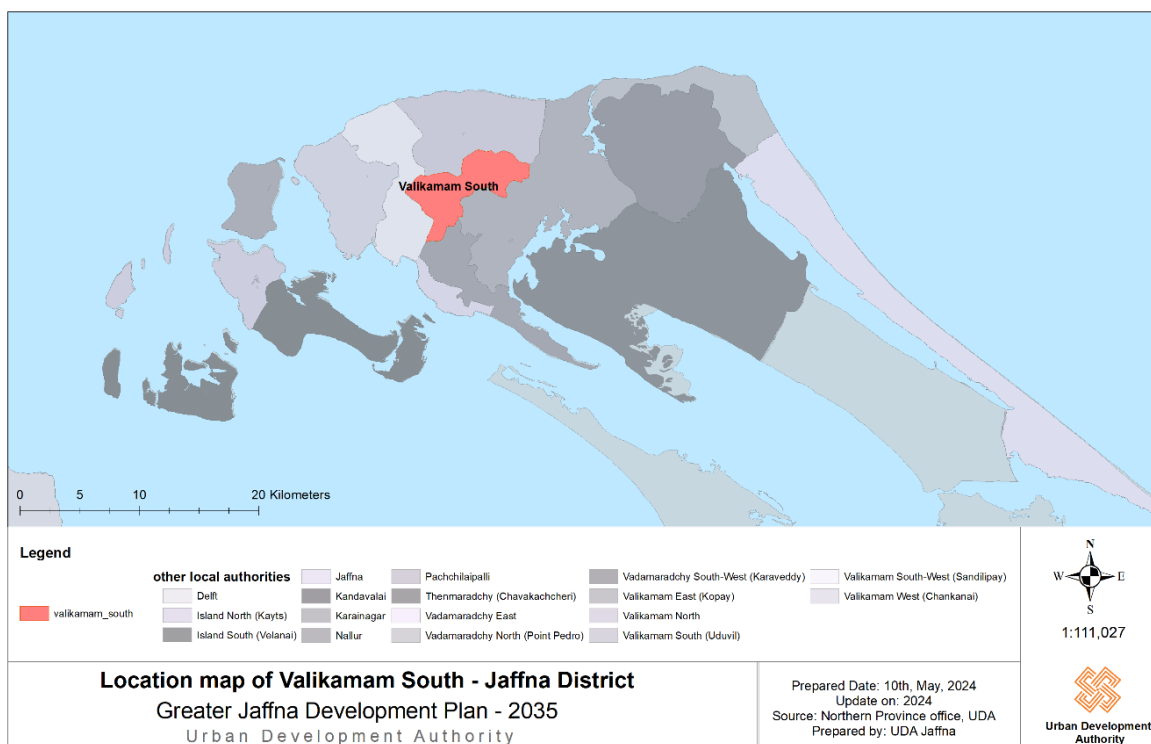 Valikamam South
0 5 10 20 Kilometers
Legend
valikamam_south
other local authorities
Delft
Island North (Kayts)
Island South (Velanai)
Jaffna
Kandavalai
Karainagar
Nallur
Pachchilaipalli
Thenmaradchy (Chavakachcheri)
Vadamaradchy East
Vadamaradchy North (Point Pedro)
Vadamaradchy South-West (Karaveddy)
Valikamam East (Kopay)
Valikamam North
Valikamam South (Uduvil)
Valikamam South-West (Sandilipay)
Valikamam West (Chankanai)
N
W E
S
1:111,027
Location map of Valikamam South - Jaffna District
Greater Jaffna Development Plan - 2035
Urban Development Authority
Prepared Date: 10th, May, 2024
Update on: 2024
Source: Northern Province office, UDA
Prepared by: UDA Jaffna
Urban Development
Authority